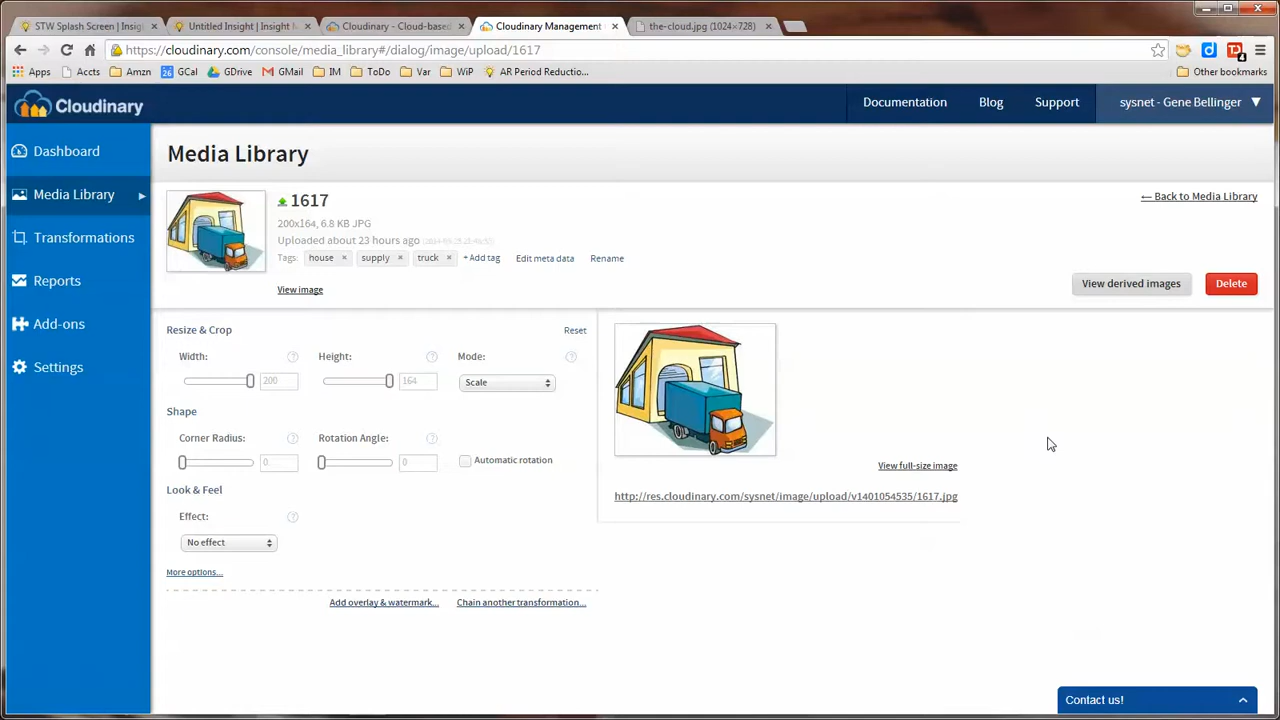 STW Splash Screen | Insig
Untitled Insight | Insight M
Cloudinary - Cloud-based
Cloudinary Management
the-cloud.jpg (1024×728)
https://cloudinary.com/console/media_library#/dialog/image/upload/1617
Apps Accts Amzn GCal GDrive GMail IM ToDo Var WiP AR Period Reductio... Other bookmarks
Cloudinary
Documentation Blog Support sysnet - Gene Bellinger
Dashboard
Media Library
Transformations
Reports
Add-ons
Settings
Media Library
1617
← Back to Media Library
200x164, 6.8 KB JPG
Uploaded about 23 hours ago
Tags: house × supply × truck × + Add tag Edit meta data Rename
View image
View derived images Delete
Resize & Crop Reset
Width: ? Height: ? Mode: ?
200 164 Scale
Shape
Corner Radius: ? Rotation Angle: ?
0 0 Automatic rotation
Look & Feel
Effect: ?
No effect
More options...
Add overlay & watermark... Chain another transformation...
View full-size image
http://res.cloudinary.com/sysnet/image/upload/v1401054535/1617.jpg
Contact us!